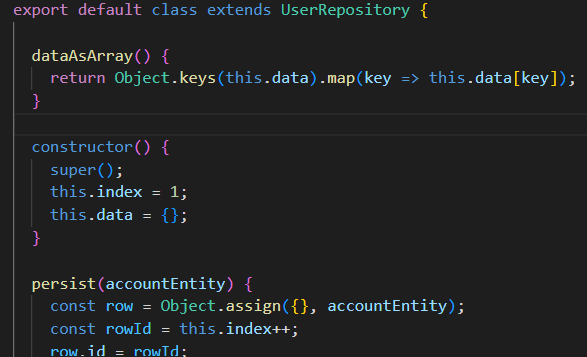 export default class extends UserRepository {
dataAsArray() {
return Object.keys(this.data).map(key => this.data[key]);
}
constructor() {
super();
this.index = 1;
this.data = {};
}
persist(accountEntity) {
const row = Object.assign({}, accountEntity);
const rowId = this.index++;
row.id = rowId;